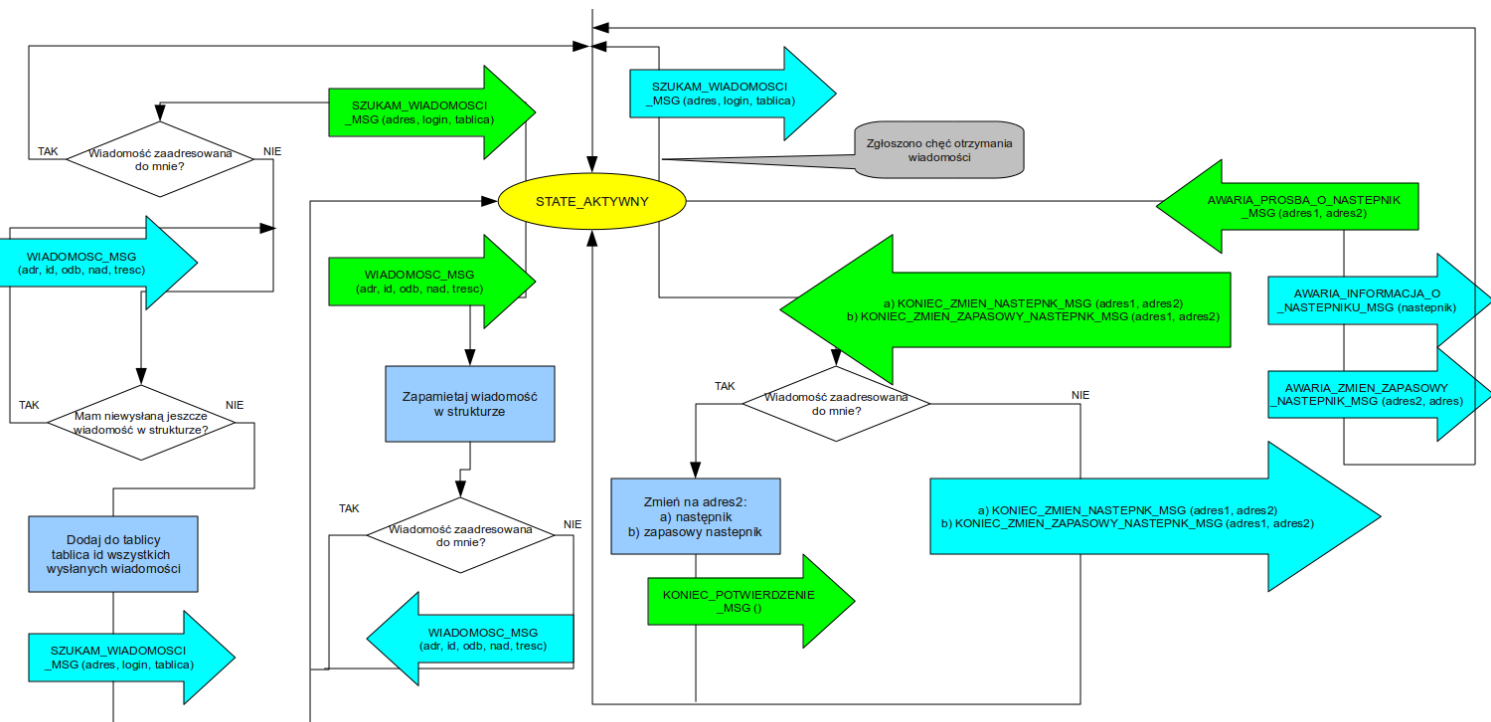 SZUKAM_WIADOMOSCI
_MSG (adres, login, tablica)
SZUKAM_WIADOMOSCI
_MSG (adres, login, tablica)
Zgłoszono chęć otrzymania
wiadomości
TAK
Wiadomość zaadresowana
do mnie?
NIE
STATE_AKTYWNY
AWARIA_PROSBA_O_NASTEPNIK
_MSG (adres1, adres2)
WIADOMOSC_MSG
(adr, id, odb, nad, tresc)
WIADOMOSC_MSG
(adr, id, odb, nad, tresc)
a) KONIEC_ZMIEN_NASTEPNK_MSG (adres1, adres2)
b) KONIEC_ZMIEN_ZAPASOWY_NASTEPNK_MSG (adres1, adres2)
AWARIA_INFORMACJA_O
_NASTEPNIKU_MSG (nastepnik)
TAK
Mam niewysłaną jeszcze
wiadomość w strukturze?
NIE
Zapamietaj wiadomość
w strukturze
TAK
Wiadomość zaadresowana
do mnie?
NIE
AWARIA_ZMIEN_ZAPASOWY
_NASTEPNIK_MSG (adres2, adres)
Dodaj do tablicy
tablica id wszystkich
wysłanych wiadomości
TAK
Wiadomość zaadresowana
do mnie?
NIE
Zmień na adres2:
a) następnik
b) zapasowy nastepnik
a) KONIEC_ZMIEN_NASTEPNK_MSG (adres1, adres2)
b) KONIEC_ZMIEN_ZAPASOWY_NASTEPNK_MSG (adres1, adres2)
KONIEC_POTWIERDZENIE
_MSG ()
SZUKAM_WIADOMOSCI
_MSG (adres, login, tablica)
WIADOMOSC_MSG
(adr, id, odb, nad, tresc)